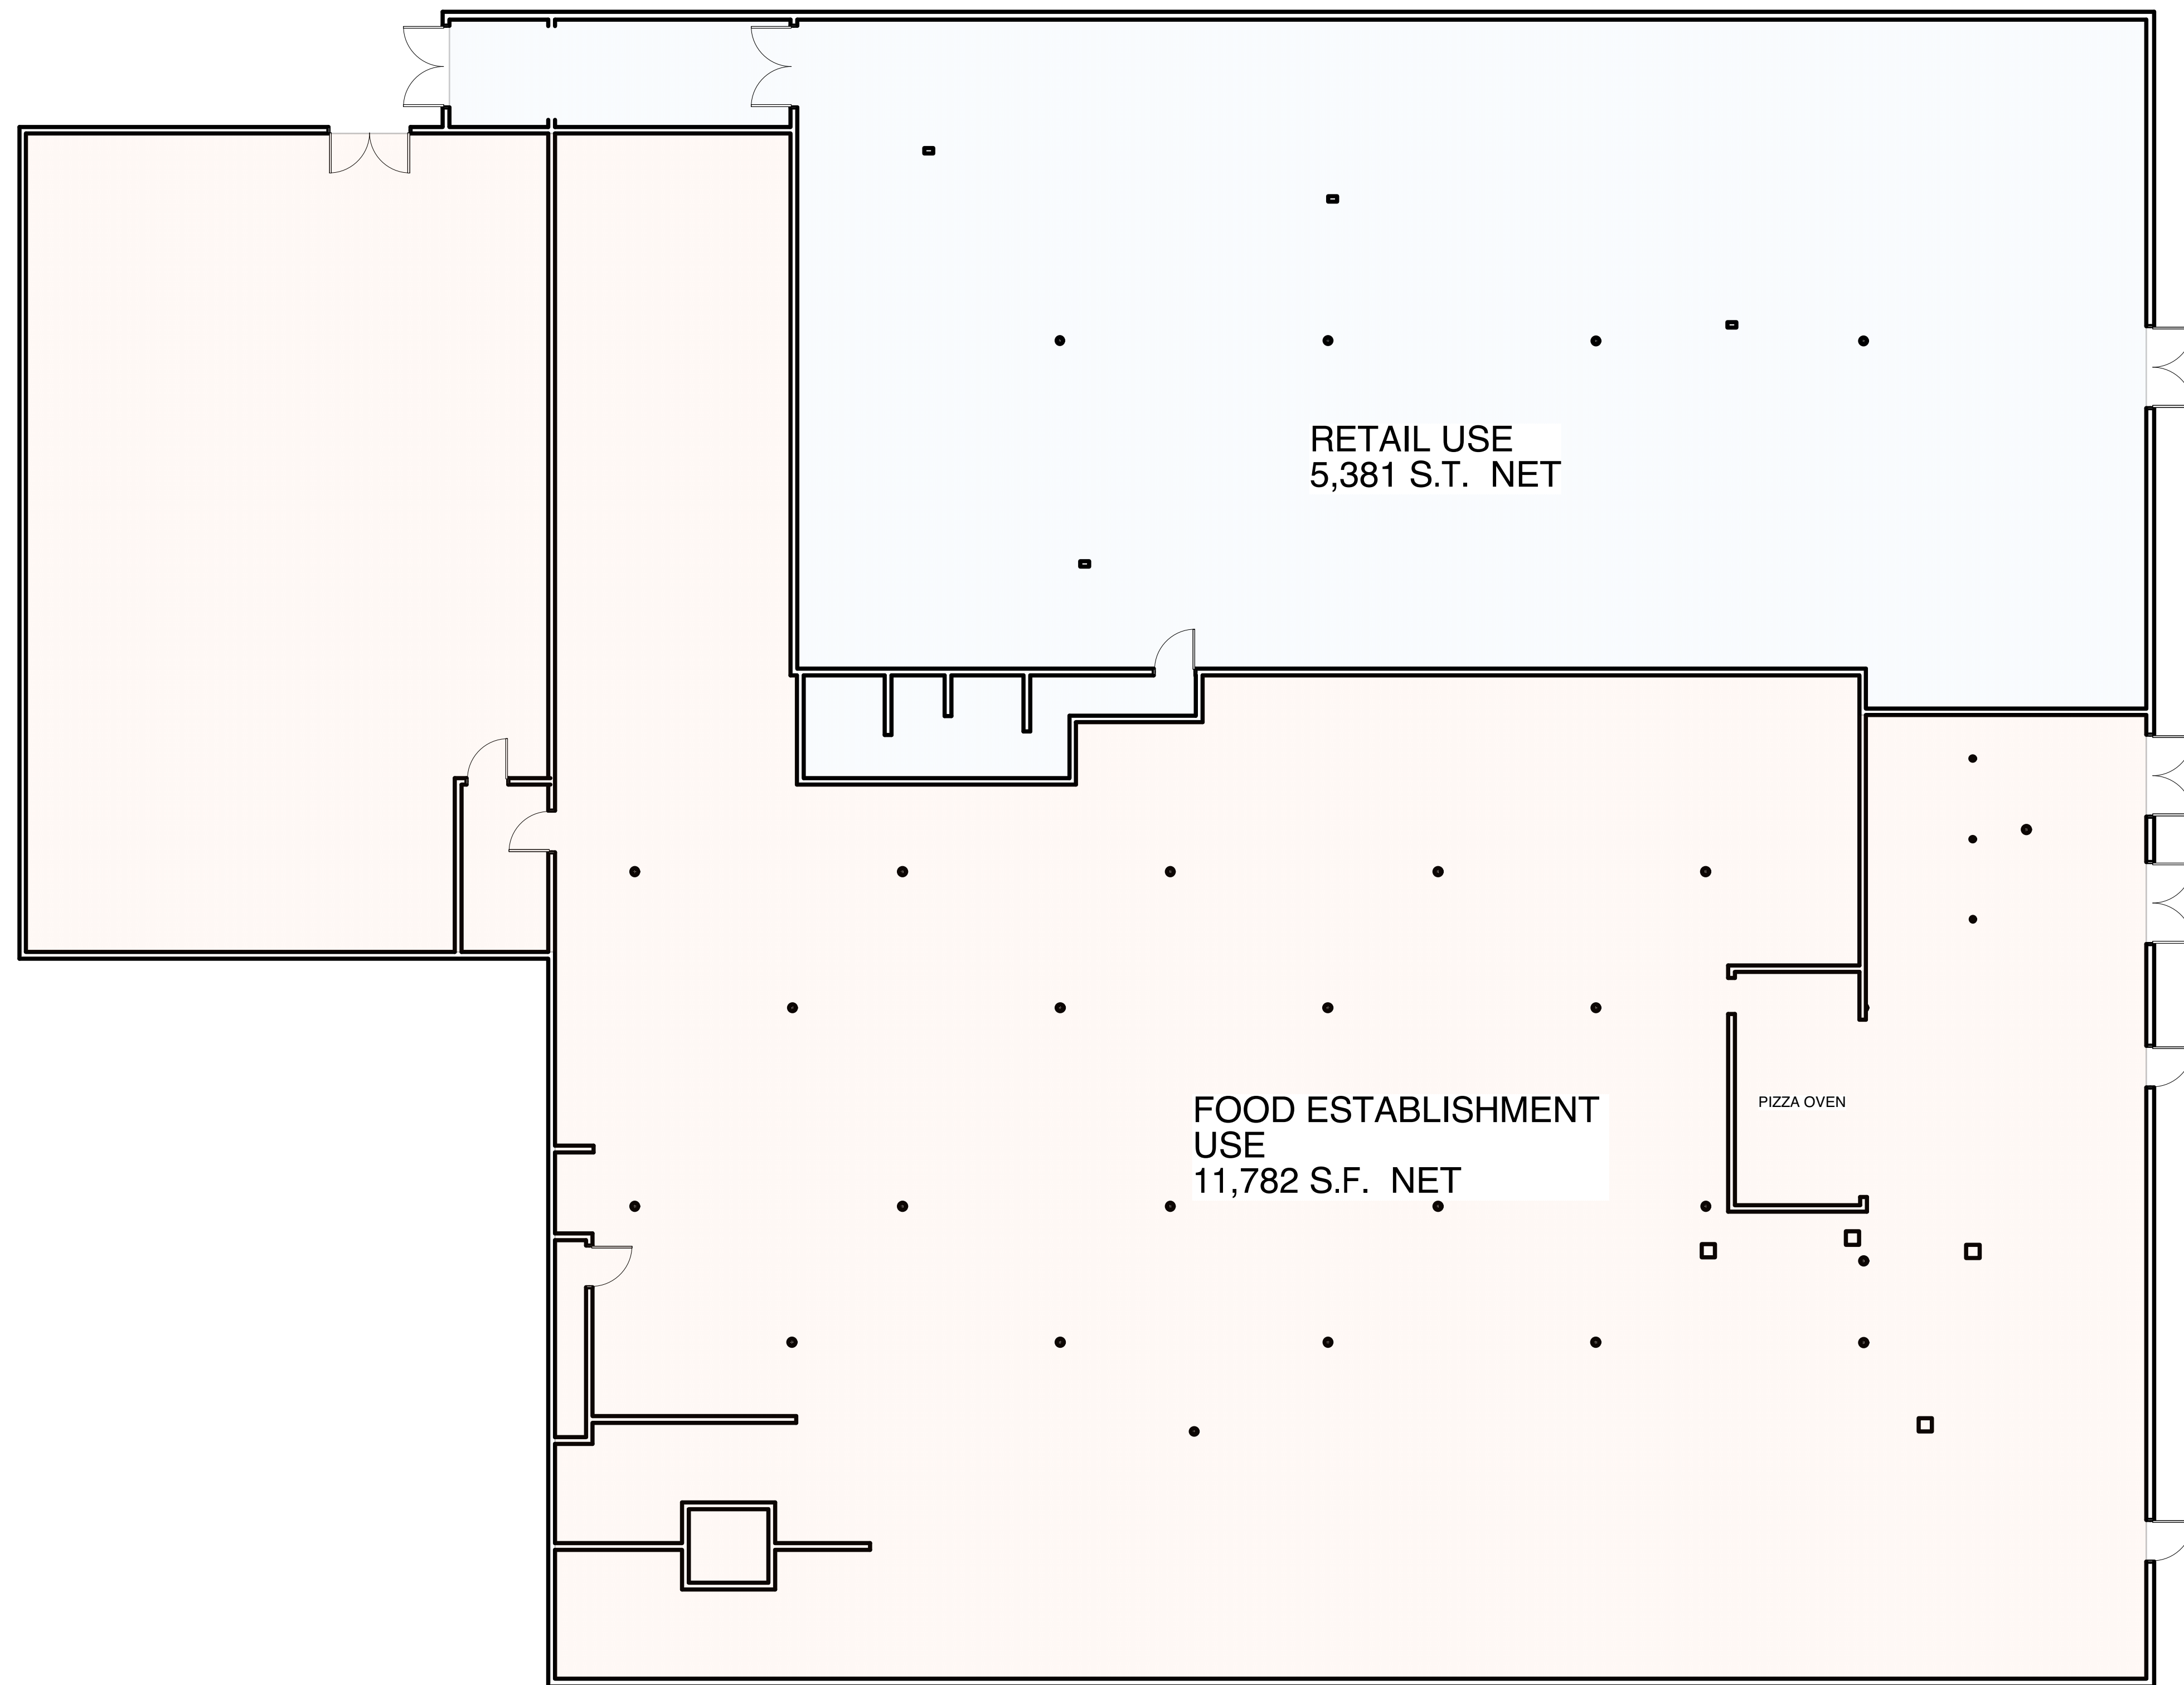 RETAIL USE
5,381 S.T. NET
FOOD ESTABLISHMENT
USE
11,782 S.F. NET
PIZZA OVEN